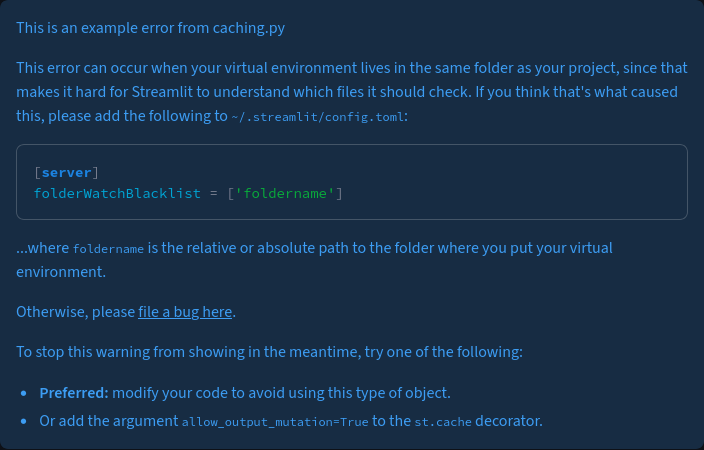 This is an example error from caching.py
This error can occur when your virtual environment lives in the same folder as your project, since that
makes it hard for Streamlit to understand which files it should check. If you think that's what caused
this, please add the following to ~/.streamlit/config.toml:
[server]
folderWatchBlacklist = ['foldername']
...where foldername is the relative or absolute path to the folder where you put your virtual
environment.
Otherwise, please file a bug here.
To stop this warning from showing in the meantime, try one of the following:
• Preferred: modify your code to avoid using this type of object.
• Or add the argument allow_output_mutation=True to the st.cache decorator.